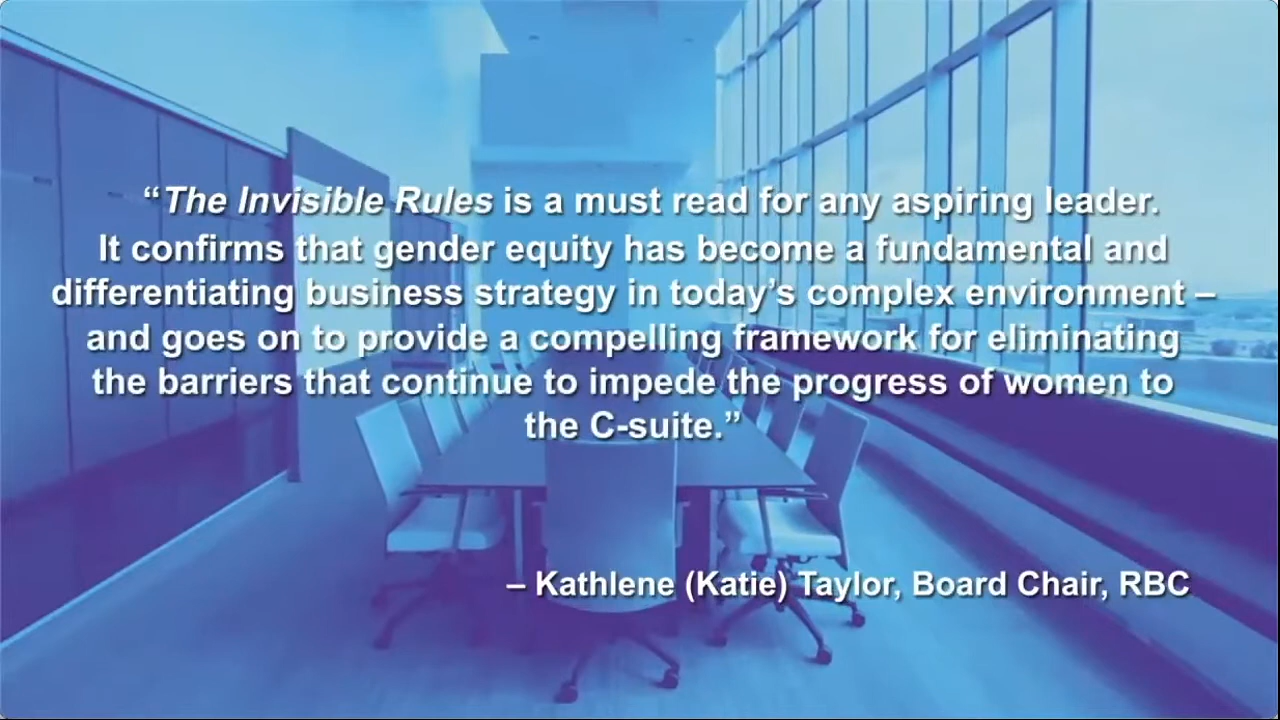 “The Invisible Rules is a must read for any aspiring leader.
It confirms that gender equity has become a fundamental and
differentiating business strategy in today’s complex environment –
and goes on to provide a compelling framework for eliminating
the barriers that continue to impede the progress of women to
the C-suite.”
– Kathlene (Katie) Taylor, Board Chair, RBC